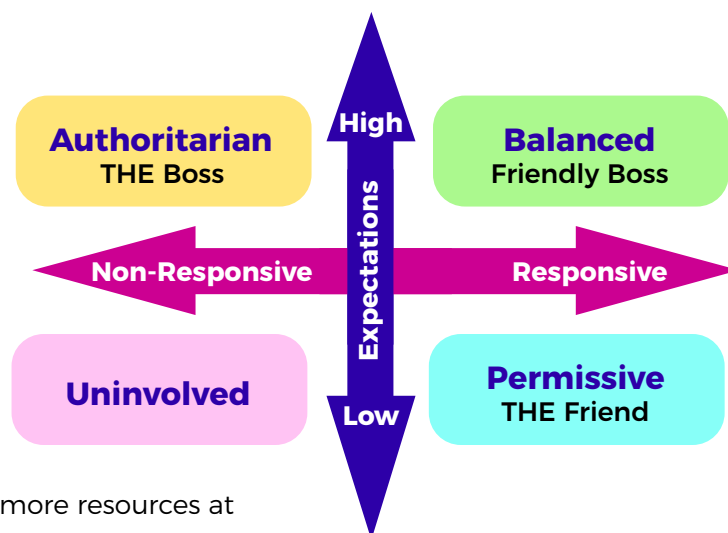 High
Authoritarian
THE Boss
Balanced
Friendly Boss
Non-Responsive
Expectations
Responsive
Uninvolved
Permissive
THE Friend
Low
more resources at